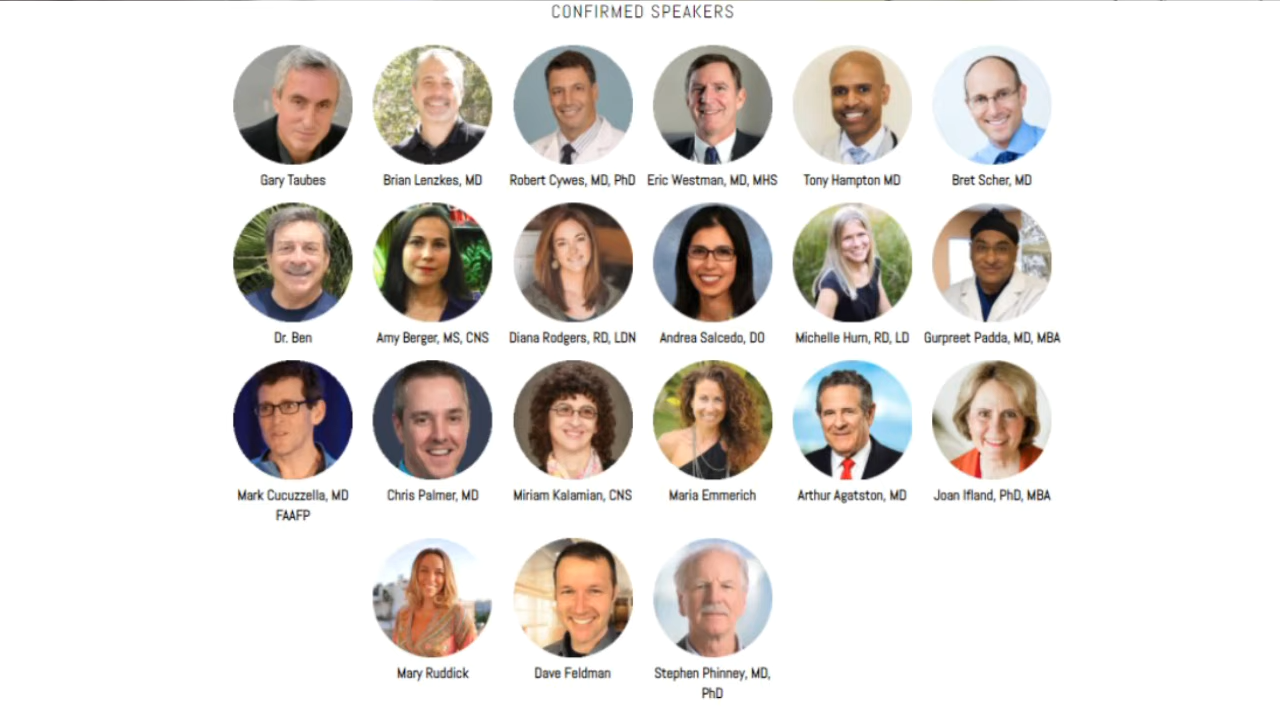 CONFIRMED SPEAKERS
Gary Taubes
Brian Lenzkes, MD
Robert Cywes, MD, PhD
Eric Westman, MD, MHS
Tony Hampton MD
Bret Scher, MD
Dr. Ben
Amy Berger, MS, CNS
Diana Rodgers, RD, LDN
Andrea Salcedo, DO
Michelle Hurn, RD, LD
Gurpreet Padda, MD, MBA
Mark Cucuzzella, MD
FAAFP
Chris Palmer, MD
Miriam Kalamian, CNS
Maria Emmerich
Arthur Agatston, MD
Joan Ifland, PhD, MBA
Mary Ruddick
Dave Feldman
Stephen Phinney, MD,
PhD